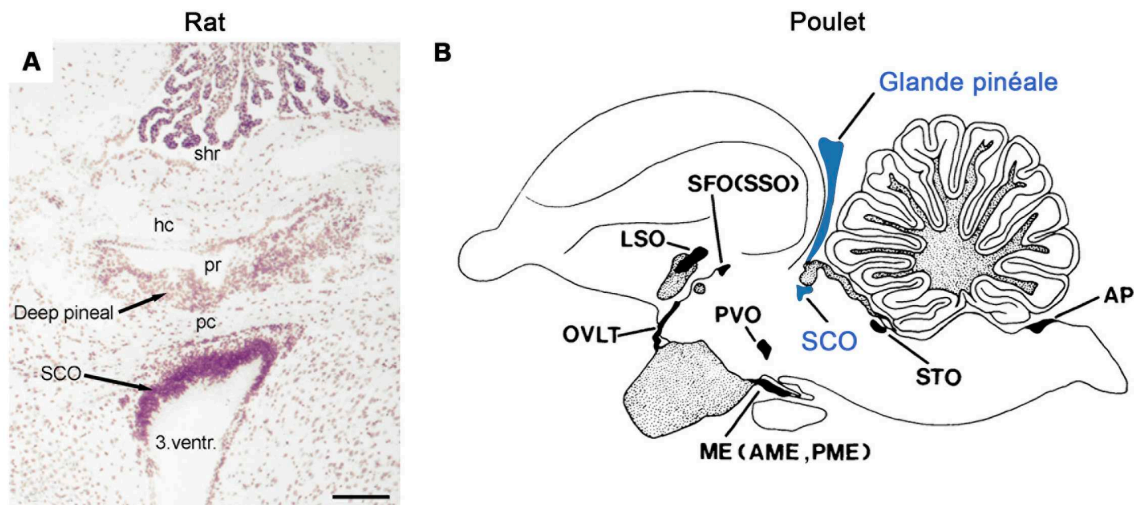 Rat
Poulet
A
shr
hc
pr
Deep pineal
pc
SCO
3.ventr.
B
Glande pinéale
SFO(SSO)
LSO
AP
PVO
OVLT
SCO
STO
ME(AME,PME)